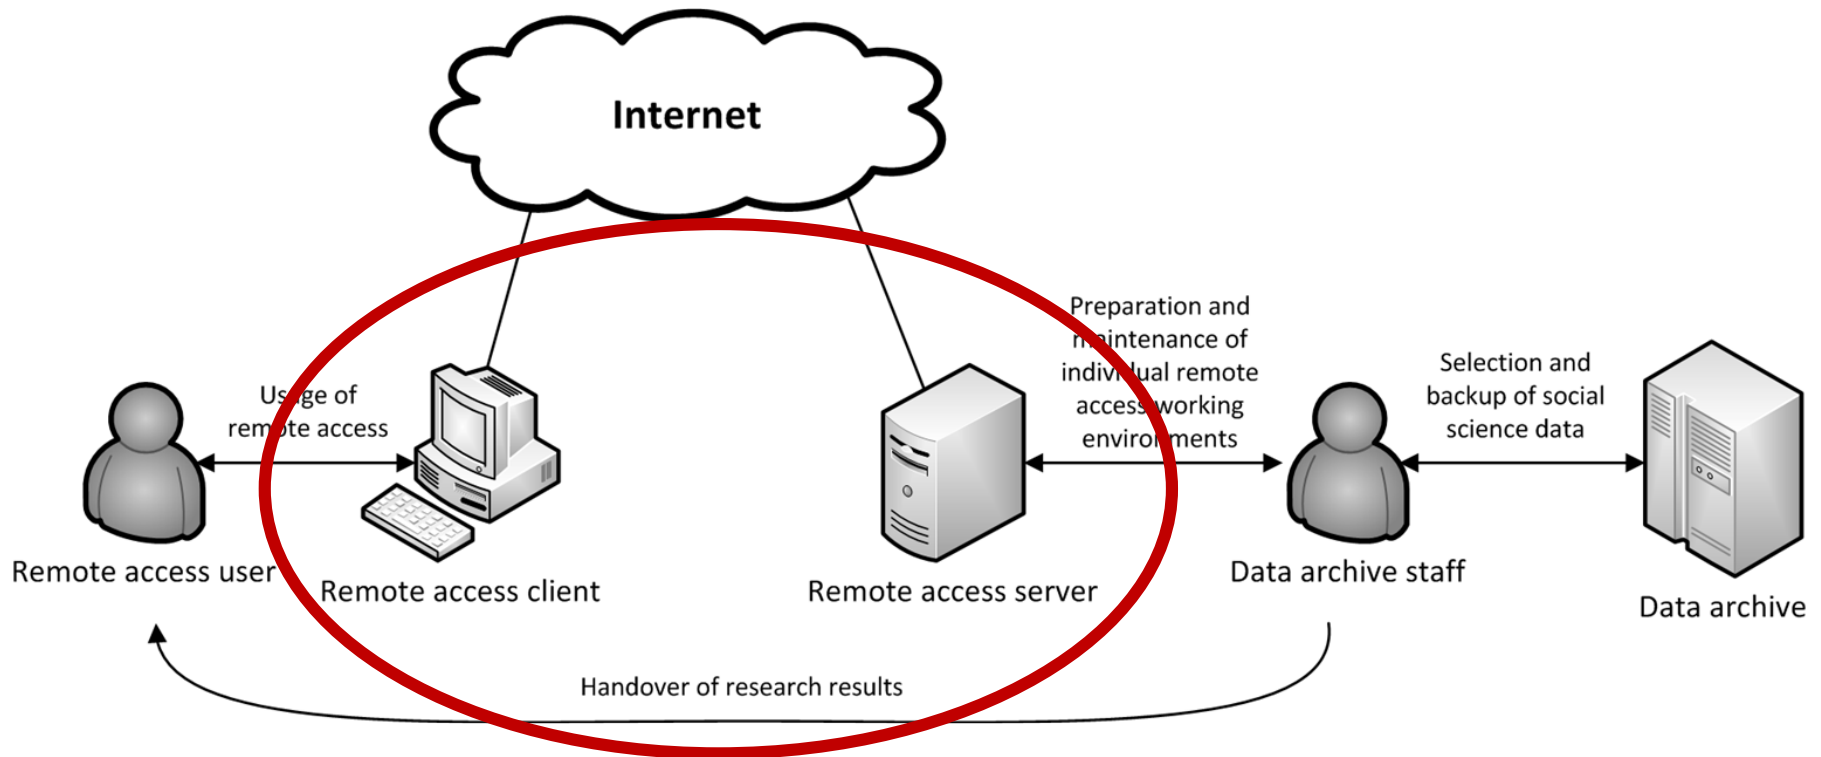 Internet
Preparation and
maintenance of
individual remote
access working
environments
Selection and
backup of social
science data
Usage of
remote access
Remote access user
Remote access client
Remote access server
Data archive staff
Data archive
Handover of research results